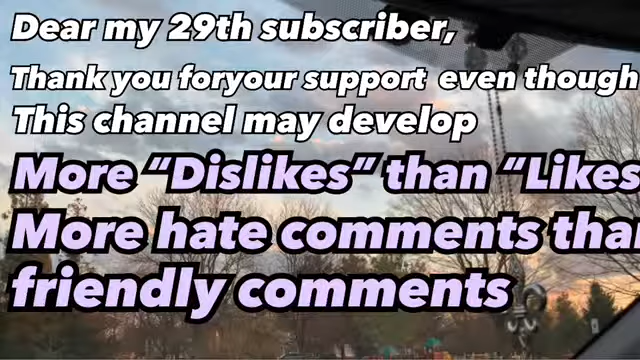 Dear my 29th subscriber,
Thank you foryour support even though
This channel may develop
More “Dislikes” than “Likes
More hate comments than
friendly comments